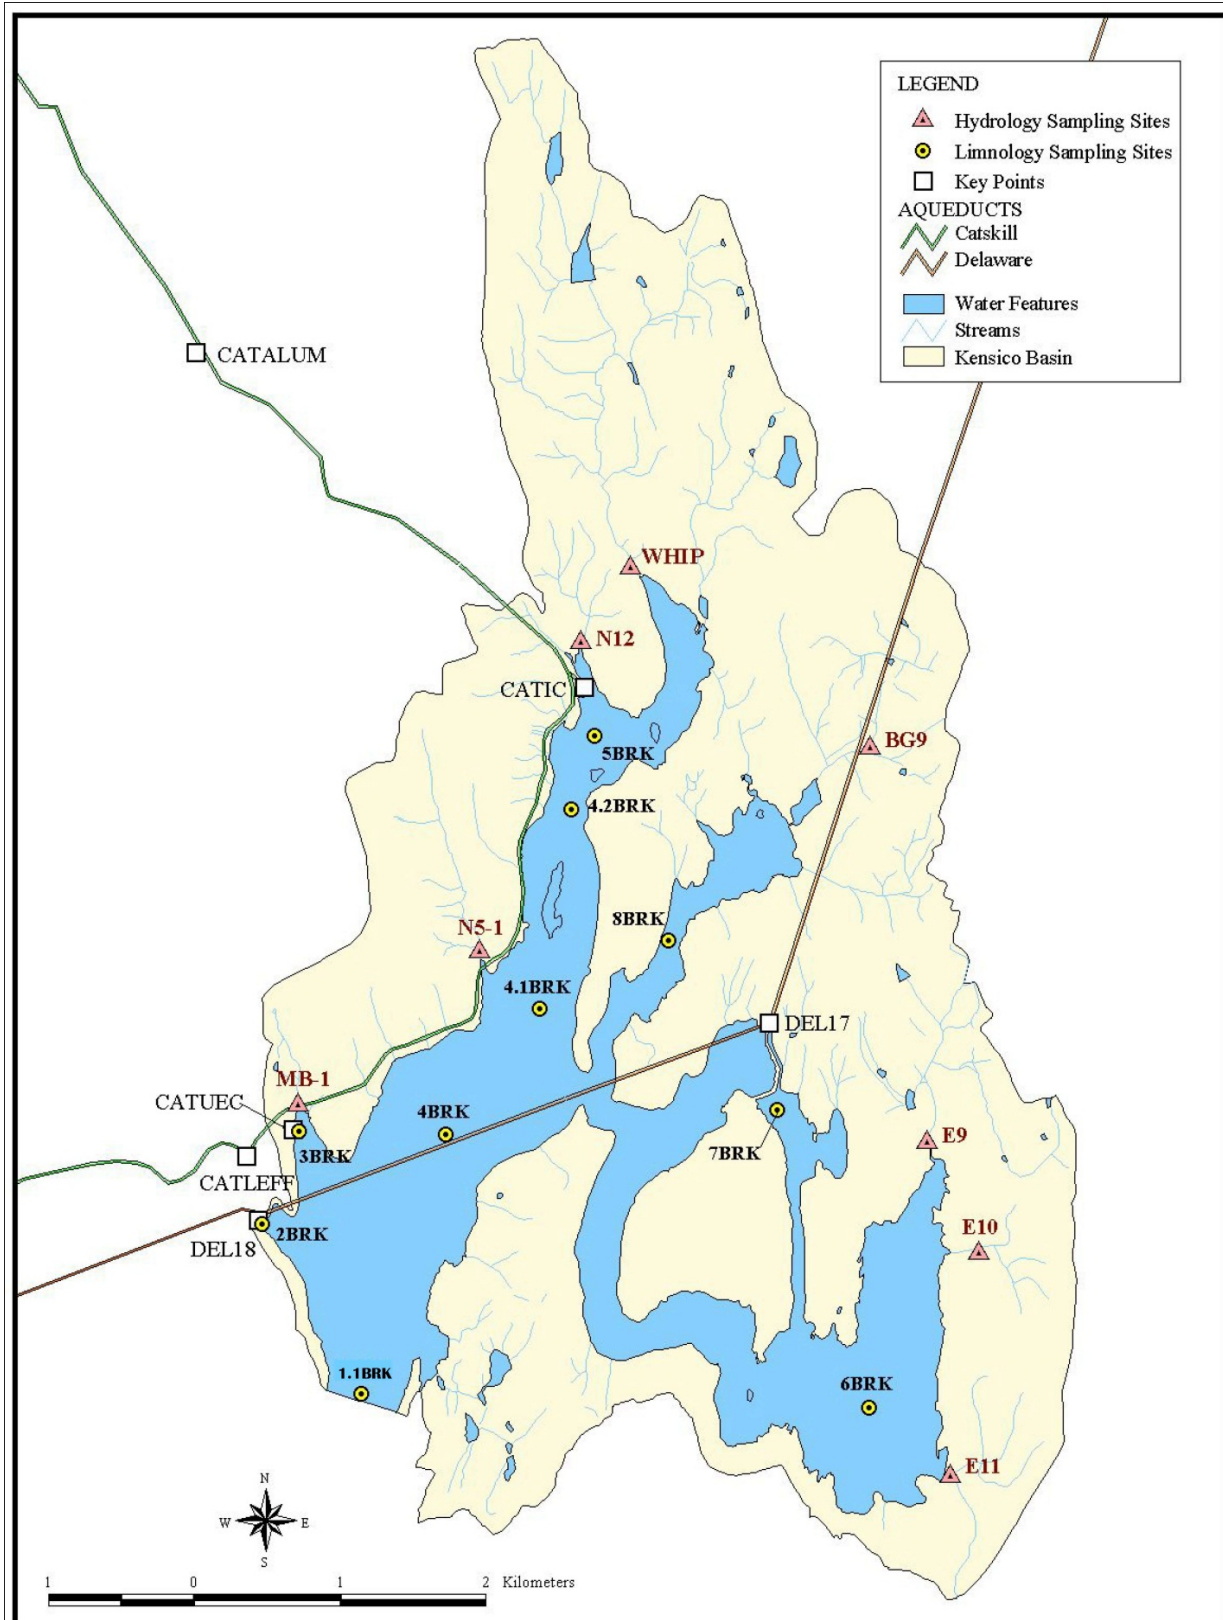 LEGEND
Hydrology Sampling Sites
Limnology Sampling Sites
Key Points
AQUEDUCTS
Catskill
Delaware
Water Features
Streams
Kensico Basin
CATALUM
WHIP
N12
CATIC
5BRK
BG9
4.2BRK
8BRK
N5-1
4.1BRK
DEL17
MB-1
CATUEC
4BRK
3BRK
7BRK
E9
CATLEFF
2BRK
DEL18
E10
1.1BRK
6BRK
E11
N
W E
S
1 0 1 2 Kilometers